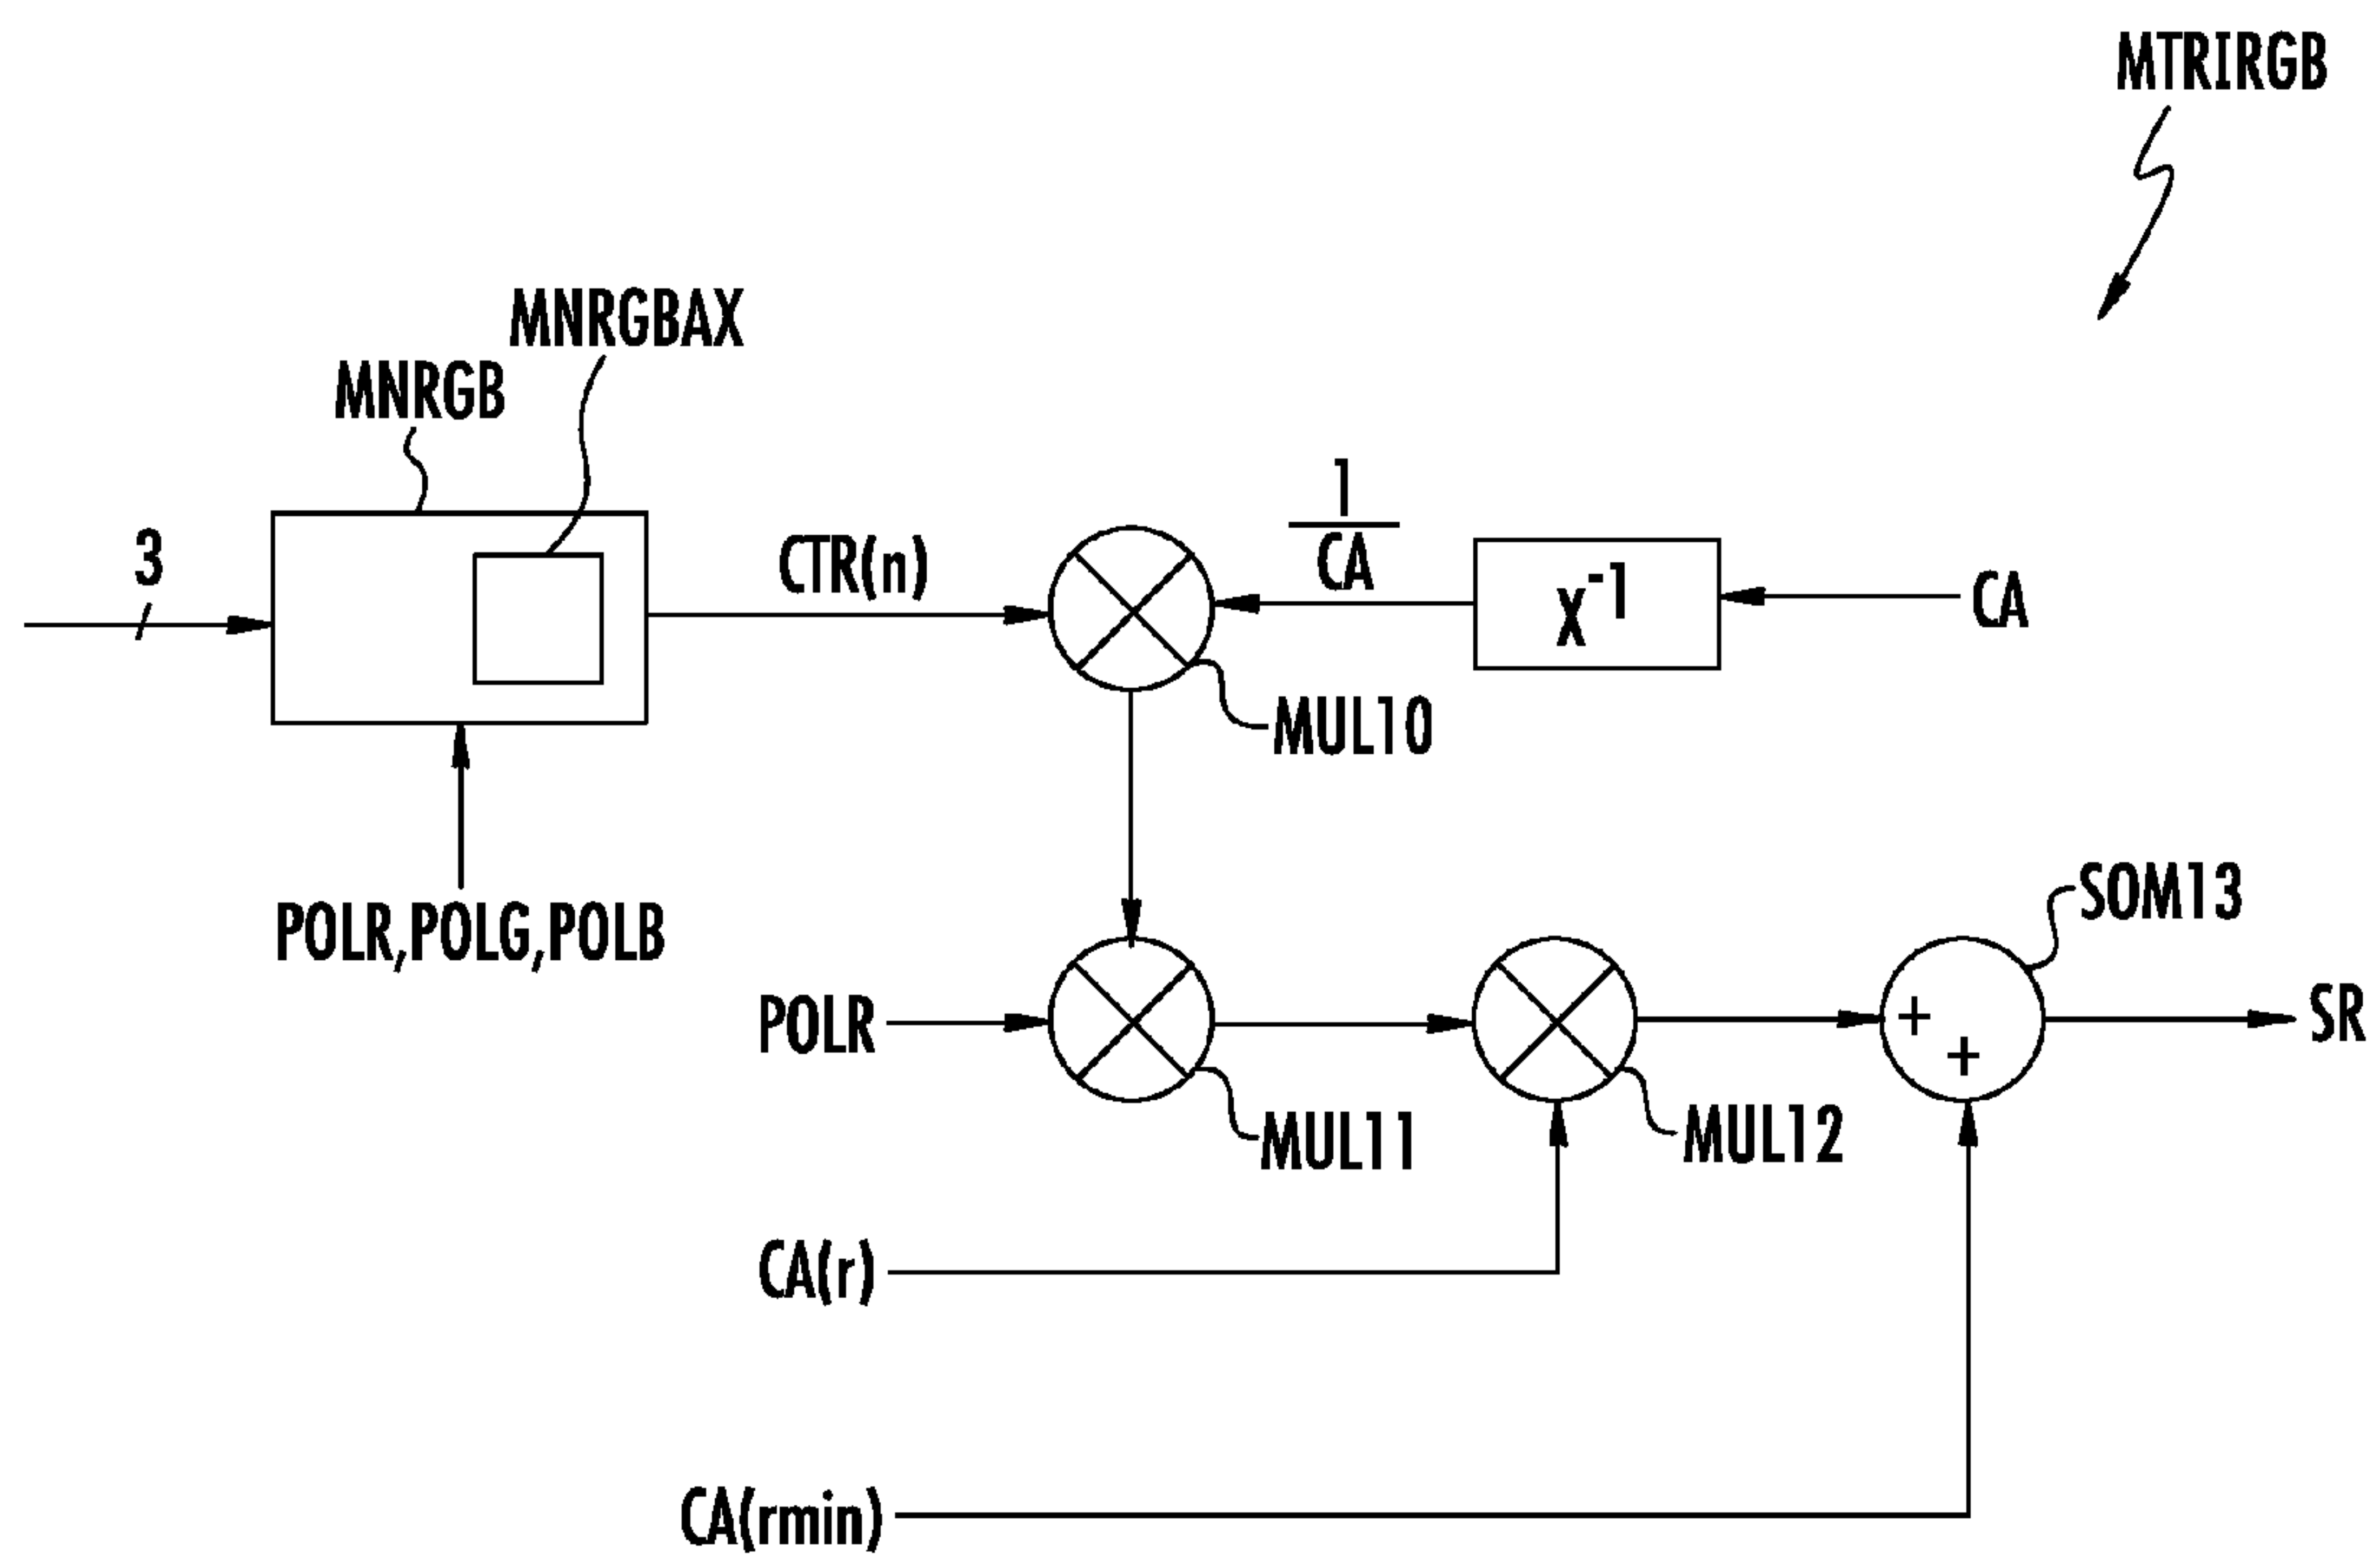 MTRIRGB
MNRGBAX
MNRGB
3
CTR(n)
1
CA
X-1
CA
MUL10
POLR,POLG,POLB
SOM13
+
+
SR
POLR
MUL11
MUL12
CA(r)
CA(rmin)